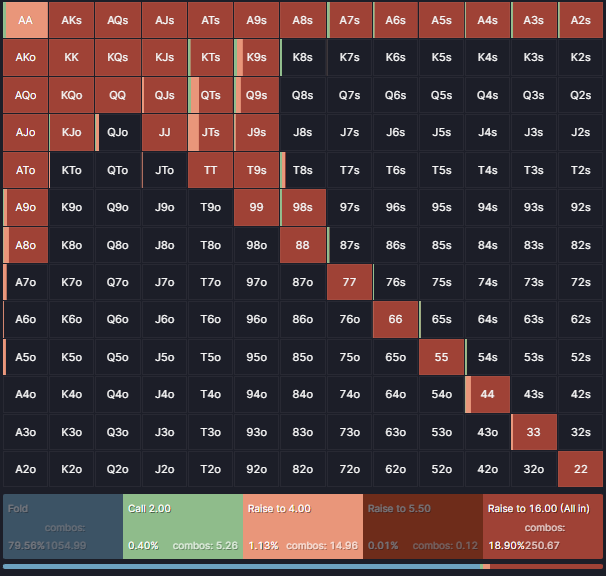 AA AKs AQs AJs ATs A9s A8s A7s A6s A5s A4s A3s A2s
AKo KK KQs KJs KTs K9s K8s K7s K6s K5s K4s K3s K2s
AQo KQo QQ QJs QTs Q9s Q8s Q7s Q6s Q5s Q4s Q3s Q2s
AJo KJo QJo JJ JTs J9s J8s J7s J6s J5s J4s J3s J2s
ATo KTo QTo JTo TT T9s T8s T7s T6s T5s T4s T3s T2s
A9o K9o Q9o J9o T9o 99 98s 97s 96s 95s 94s 93s 92s
A8o K8o Q8o J8o T8o 98o 88 87s 86s 85s 84s 83s 82s
A7o K7o Q7o J7o T7o 97o 87o 77 76s 75s 74s 73s 72s
A6o K6o Q6o J6o T6o 96o 86o 76o 66 65s 64s 63s 62s
A5o K5o Q5o J5o T5o 95o 85o 75o 65o 55 54s 53s 52s
A4o K4o Q4o J4o T4o 94o 84o 74o 64o 54o 44 43s 42s
A3o K3o Q3o J3o T3o 93o 83o 73o 63o 53o 43o 33 32s
A2o K2o Q2o J2o T2o 92o 82o 72o 62o 52o 42o 32o 22
Fold Call 2.00 Raise to 4.00 Raise to 5.50 Raise to 16.00 (All in)
combos: combos:
79.56% 1054.99 0.40% combos: 5.26 1.13% combos: 14.96 0.01% combos: 0.12 18.90% 250.67